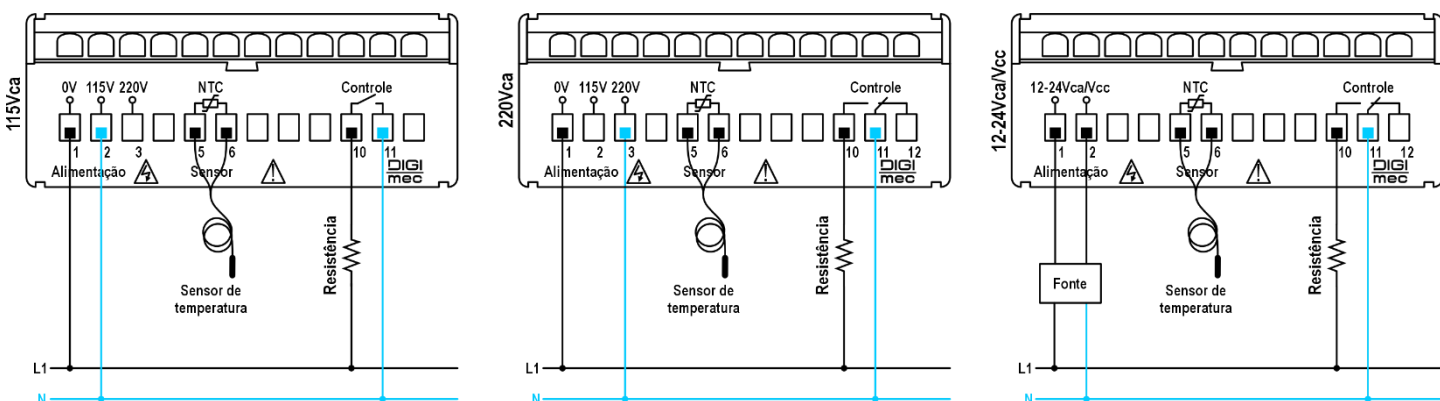 115Vca
0V 115V 220V
NTC
Controle
1 2 3 5 6 10 11
Alimentação
Sensor
DIGI
mec
Resistência
Sensor de
temperatura
L1
N
220Vca
0V 115V 220V
NTC
Controle
1 2 3 5 6 10 11 12
Alimentação
Sensor
DIGI
mec
Resistência
Sensor de
temperatura
L1
N
12-24Vca/Vcc
12-24Vca/Vcc
NTC
Controle
1 2 5 6 10 11 12
Alimentação
Sensor
DIGI
mec
Fonte
Resistência
Sensor de
temperatura
L1
N